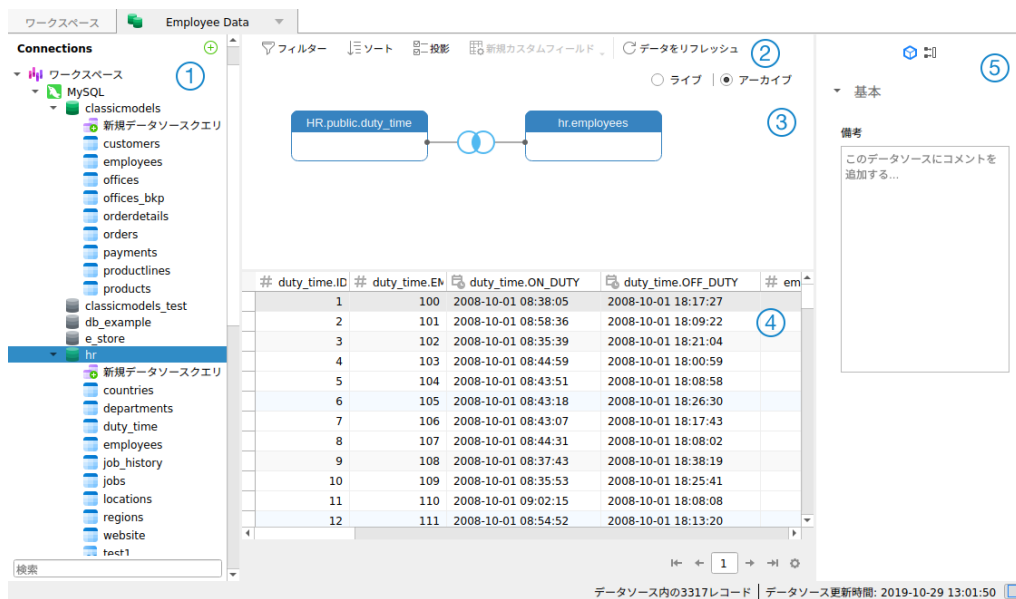 ワークスペース
Employee Data
Connections
ワークスペース
1
MySQL
classicmodels
新規データソースクエリ
customers
employees
offices
offices_bkp
orderdetails
orders
payments
productlines
products
classicmodels_test
db_example
e_store
hr
新規データソースクエリ
countries
departments
duty_time
employees
job_history
jobs
locations
regions
website
test1
検索
フィルター ソート 投影 新規カスタムフィールド データをリフレッシュ
2
ライブ アーカイブ
HR.public.duty_time hr.employees
3
duty_time.ID duty_time.EM duty_time.ON_DUTY duty_time.OFF_DUTY em
1 100 2008-10-01 08:38:05 2008-10-01 18:17:27
2 101 2008-10-01 08:58:36 2008-10-01 18:09:22
4
3 102 2008-10-01 08:35:39 2008-10-01 18:21:04
4 103 2008-10-01 08:44:59 2008-10-01 18:00:59
5 104 2008-10-01 08:43:51 2008-10-01 18:08:58
6 105 2008-10-01 08:43:18 2008-10-01 18:26:30
7 106 2008-10-01 08:43:07 2008-10-01 18:17:43
8 107 2008-10-01 08:44:31 2008-10-01 18:08:02
9 108 2008-10-01 08:37:43 2008-10-01 18:38:19
10 109 2008-10-01 08:35:53 2008-10-01 18:25:41
11 110 2008-10-01 09:02:15 2008-10-01 18:08:08
12 111 2008-10-01 08:54:52 2008-10-01 18:13:20
1
5
基本
備考
このデータソースにコメントを
追加する...
データソース内の3317レコード データソース更新時間: 2019-10-29 13:01:50